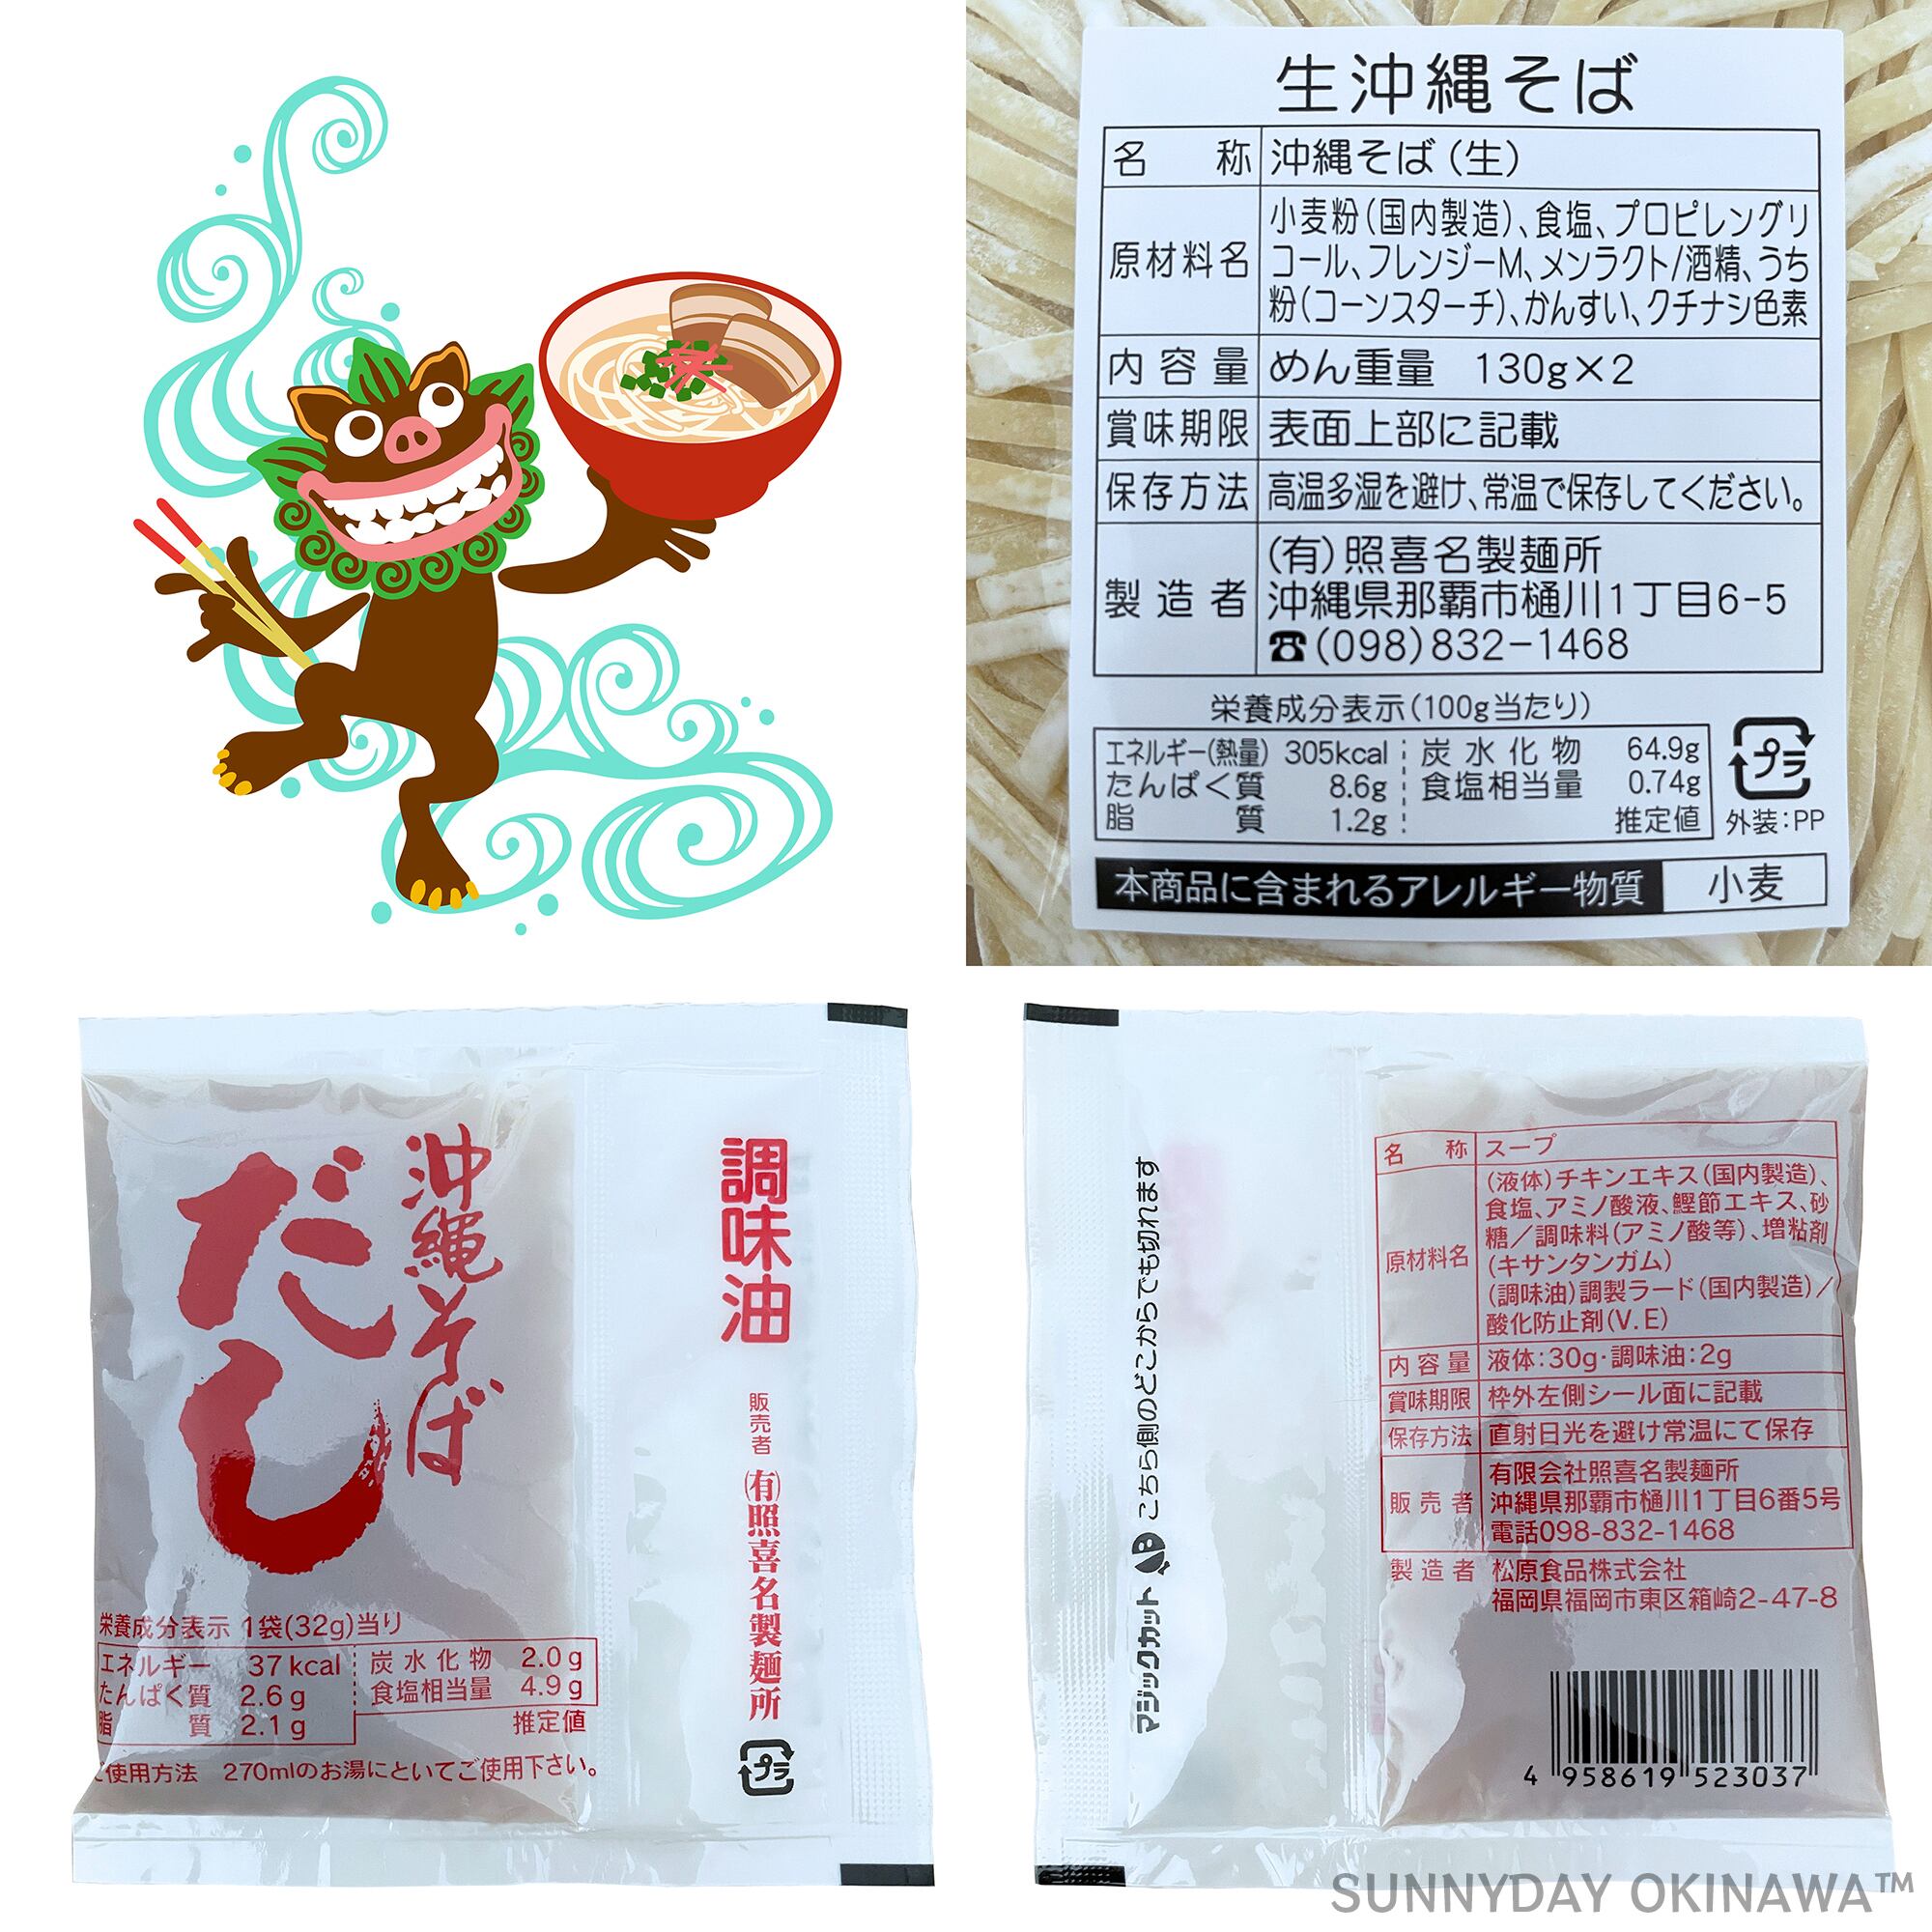 生沖縄そば
名称 沖縄そば(生)
原材料名 小麦粉(国内製造)、食塩、プロピレングリ
コール、フレンジーM、メンラクト/酒精、うち
粉(コーンスターチ)、かんすい、クチナシ色素
内容量 めん重量 130g×2
賞味期限 表面上部に記載
保存方法 高温多湿を避け、常温で保存してください。
製造者 (有)照喜名製麺所
沖縄県那覇市樋川1丁目6-5
☎(098)832-1468
栄養成分表示(100g当たり)
エネルギー(熱量) 305kcal 炭水化物 64.9g
たんぱく質 8.6g 食塩相当量 0.74g
脂質 1.2g 推定値
プラ
外装:PP
本商品に含まれるアレルギー物質 小麦
沖縄そば
だし
栄養成分表示 1袋(32g)当り
エネルギー 37kcal 炭水化物 2.0g
たんぱく質 2.6g 食塩相当量 4.9g
脂質 2.1g 推定値
ご使用方法 270mlのお湯にといてご使用下さい。
調味油
販売者 (有)照喜名製麺所
プラ
マジックカット こちら側のどこからでも切れます
名称 スープ
原材料名 (液体)チキンエキス(国内製造)、
食塩、アミノ酸液、鰹節エキス、砂
糖/調味料(アミノ酸等)、増粘剤
(キサンタンガム)
(調味油)調製ラード(国内製造)/
酸化防止剤(V.E)
内容量 液体:30g・調味油:2g
賞味期限 枠外左側シール面に記載
保存方法 直射日光を避け常温にて保存
販売者 有限会社照喜名製麺所
沖縄県那覇市樋川1丁目6番5号
電話098-832-1468
製造者 松原食品株式会社
福岡県福岡市東区箱崎2-47-8
4 958619 523037
SUNNYDAY OKINAWA™